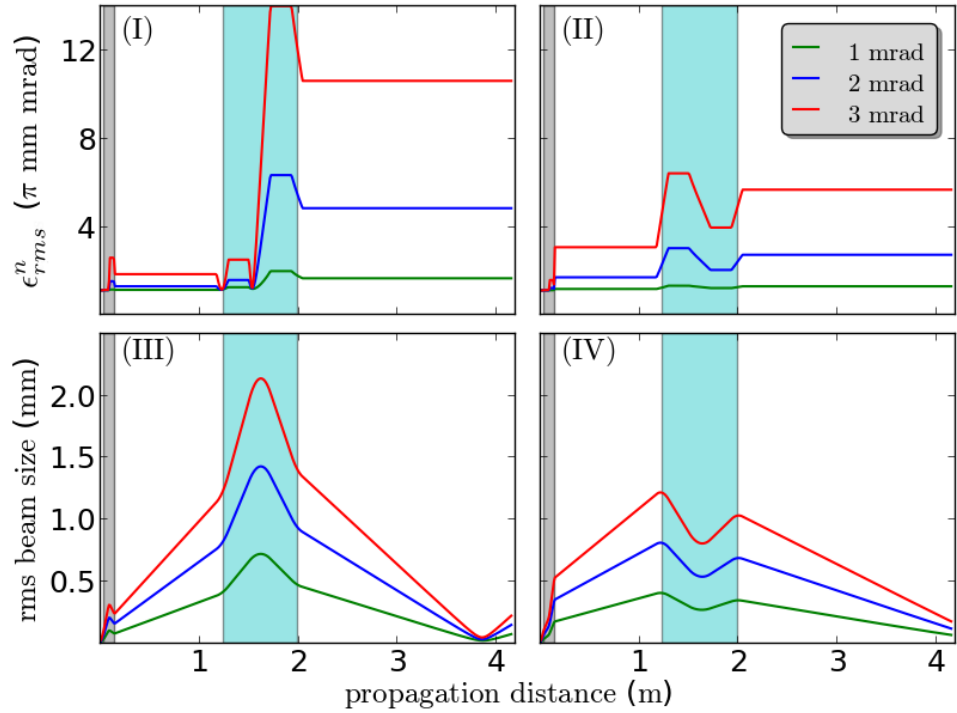 (I)
(II)
12
8
4
ϵⁿᵣₘₛ (π mm mrad)
1 mrad
2 mrad
3 mrad
(III)
(IV)
2.0
1.5
1.0
0.5
rms beam size (mm)
1 2 3 4
1 2 3 4
propagation distance (m)